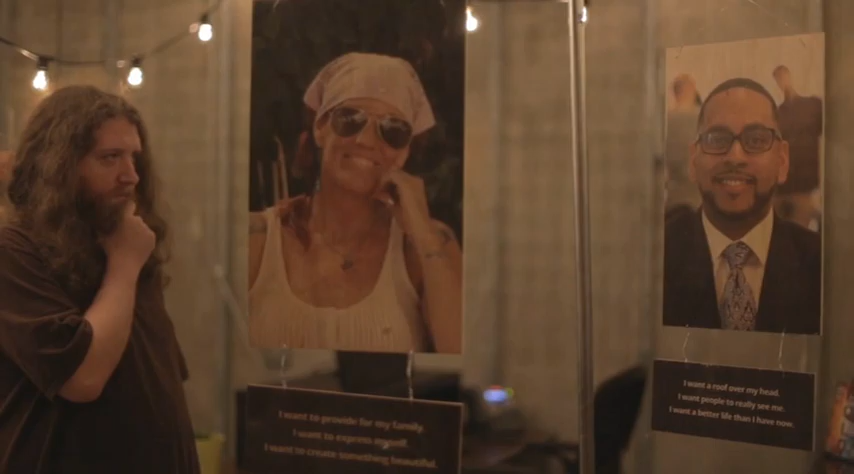 I want to provide for my family.
I want to express myself.
I want to create something beautiful.
I want a roof over my head.
I want people to really see me.
I want a better life than I have now.